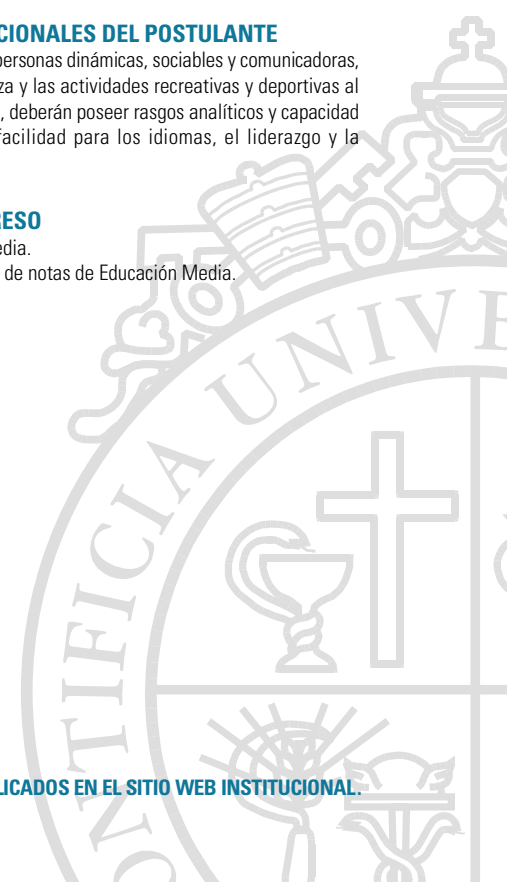 CIONALES DEL POSTULANTE
personas dinámicas, sociables y comunicadoras,
za y las actividades recreativas y deportivas al
, deberán poseer rasgos analíticos y capacidad
facilidad para los idiomas, el liderazgo y la
RESO
edia.
de notas de Educación Media.
NTIFICIA UNIVE
LICADOS EN EL SITIO WEB INSTITUCIONAL.